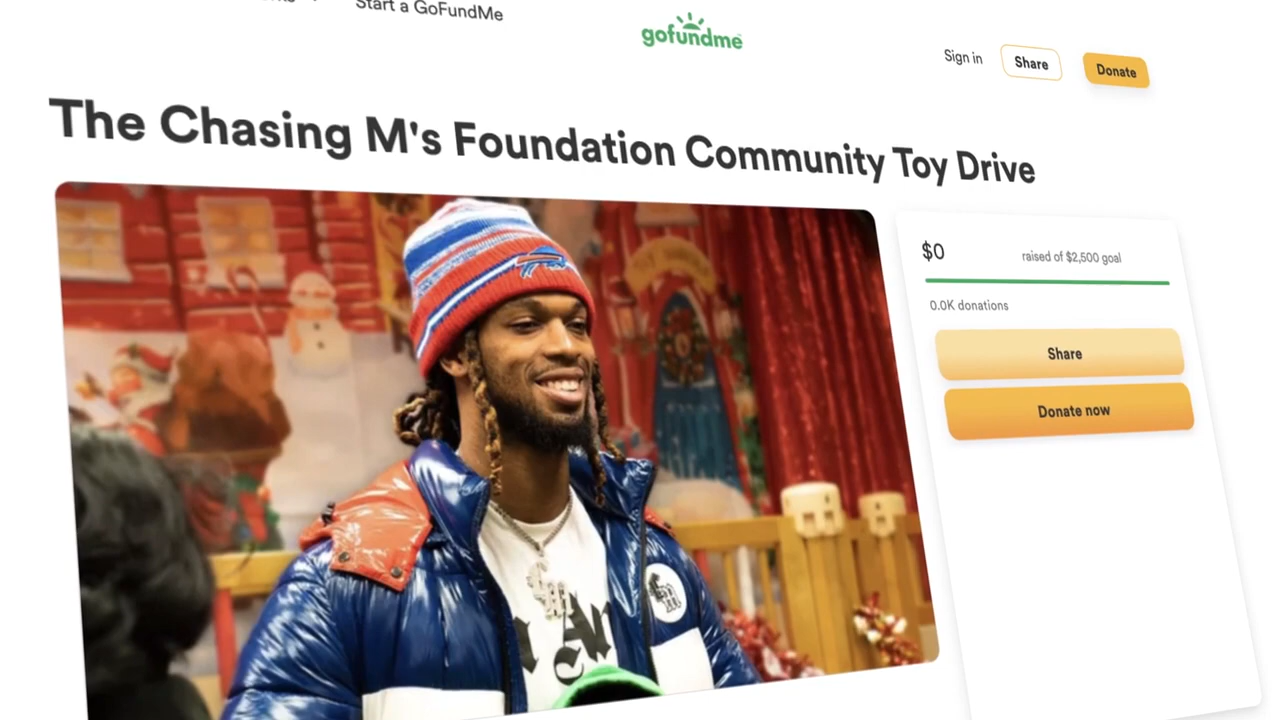 Start a GoFundMe
gofundme
Sign in
Share
Donate
The Chasing M's Foundation Community Toy Drive
$0
raised of $2,500 goal
0.0K donations
Share
Donate now